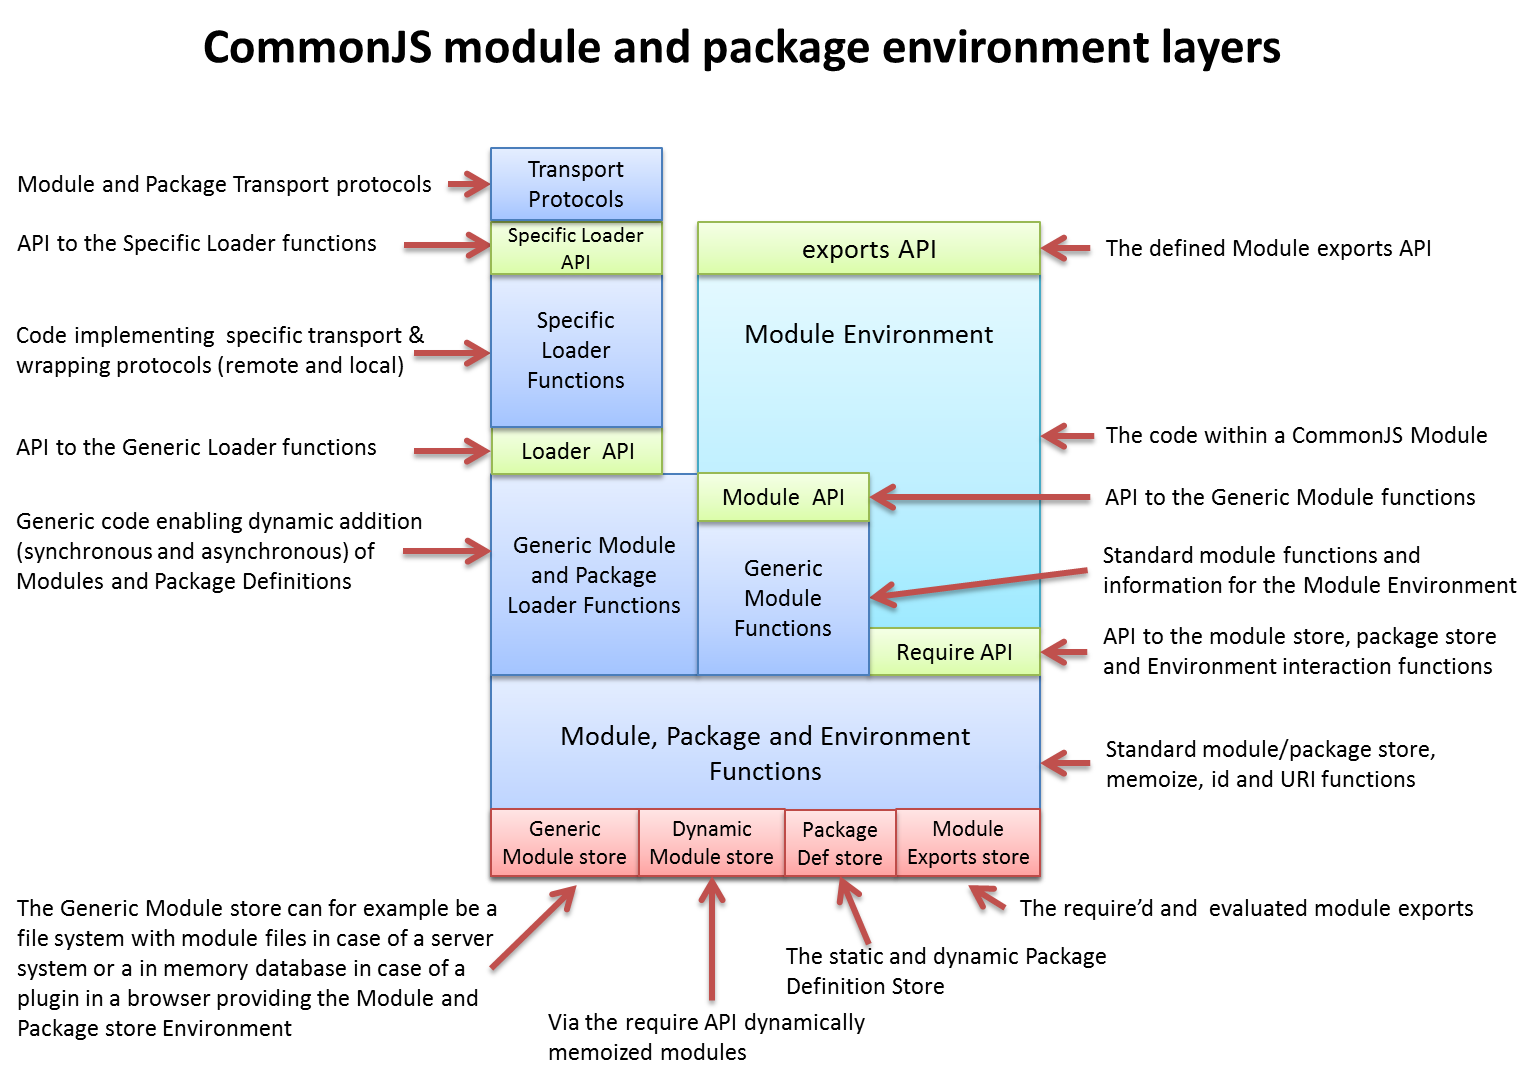 CommonJS module and package environment layers
Module and Package Transport protocols
Transport
Protocols
API to the Specific Loader functions
Specific Loader
API
exports API
The defined Module exports API
Code implementing  specific transport &
wrapping protocols (remote and local)
Specific
Loader
Functions
Module Environment
API to the Generic Loader functions
Loader  API
The code within a CommonJS Module
Module  API
API to the Generic Module functions
Generic code enabling dynamic addition
(synchronous and asynchronous) of
Modules and Package Definitions
Generic Module
and Package
Loader Functions
Generic
Module
Functions
Standard module functions and
information for the Module Environment
Require API
API to the module store, package store
and Environment interaction functions
Module, Package and Environment
Functions
Standard module/package store,
memoize, id and URI functions
Generic
Module store
Dynamic
Module store
Package
Def store
Module
Exports store
The Generic Module store can for example be a
file system with module files in case of a server
system or a in memory database in case of a
plugin in a browser providing the Module and
Package store Environment
Via the require API dynamically
memoized modules
The static and dynamic Package
Definition Store
The require’d and  evaluated module exports